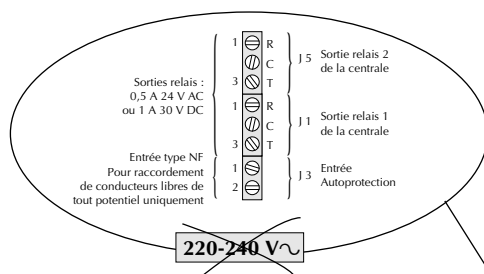 1 R
C
3 T
J 5 Sortie relais 2
de la centrale
Sorties relais :
0,5 A 24 V AC
ou 1 A 30 V DC
1 R
C
3 T
J 1 Sortie relais 1
de la centrale
Entrée type NF
Pour raccordement
de conducteurs libres de
tout potentiel uniquement
1
2
J 3 Entrée
Autoprotection
220-240 V~